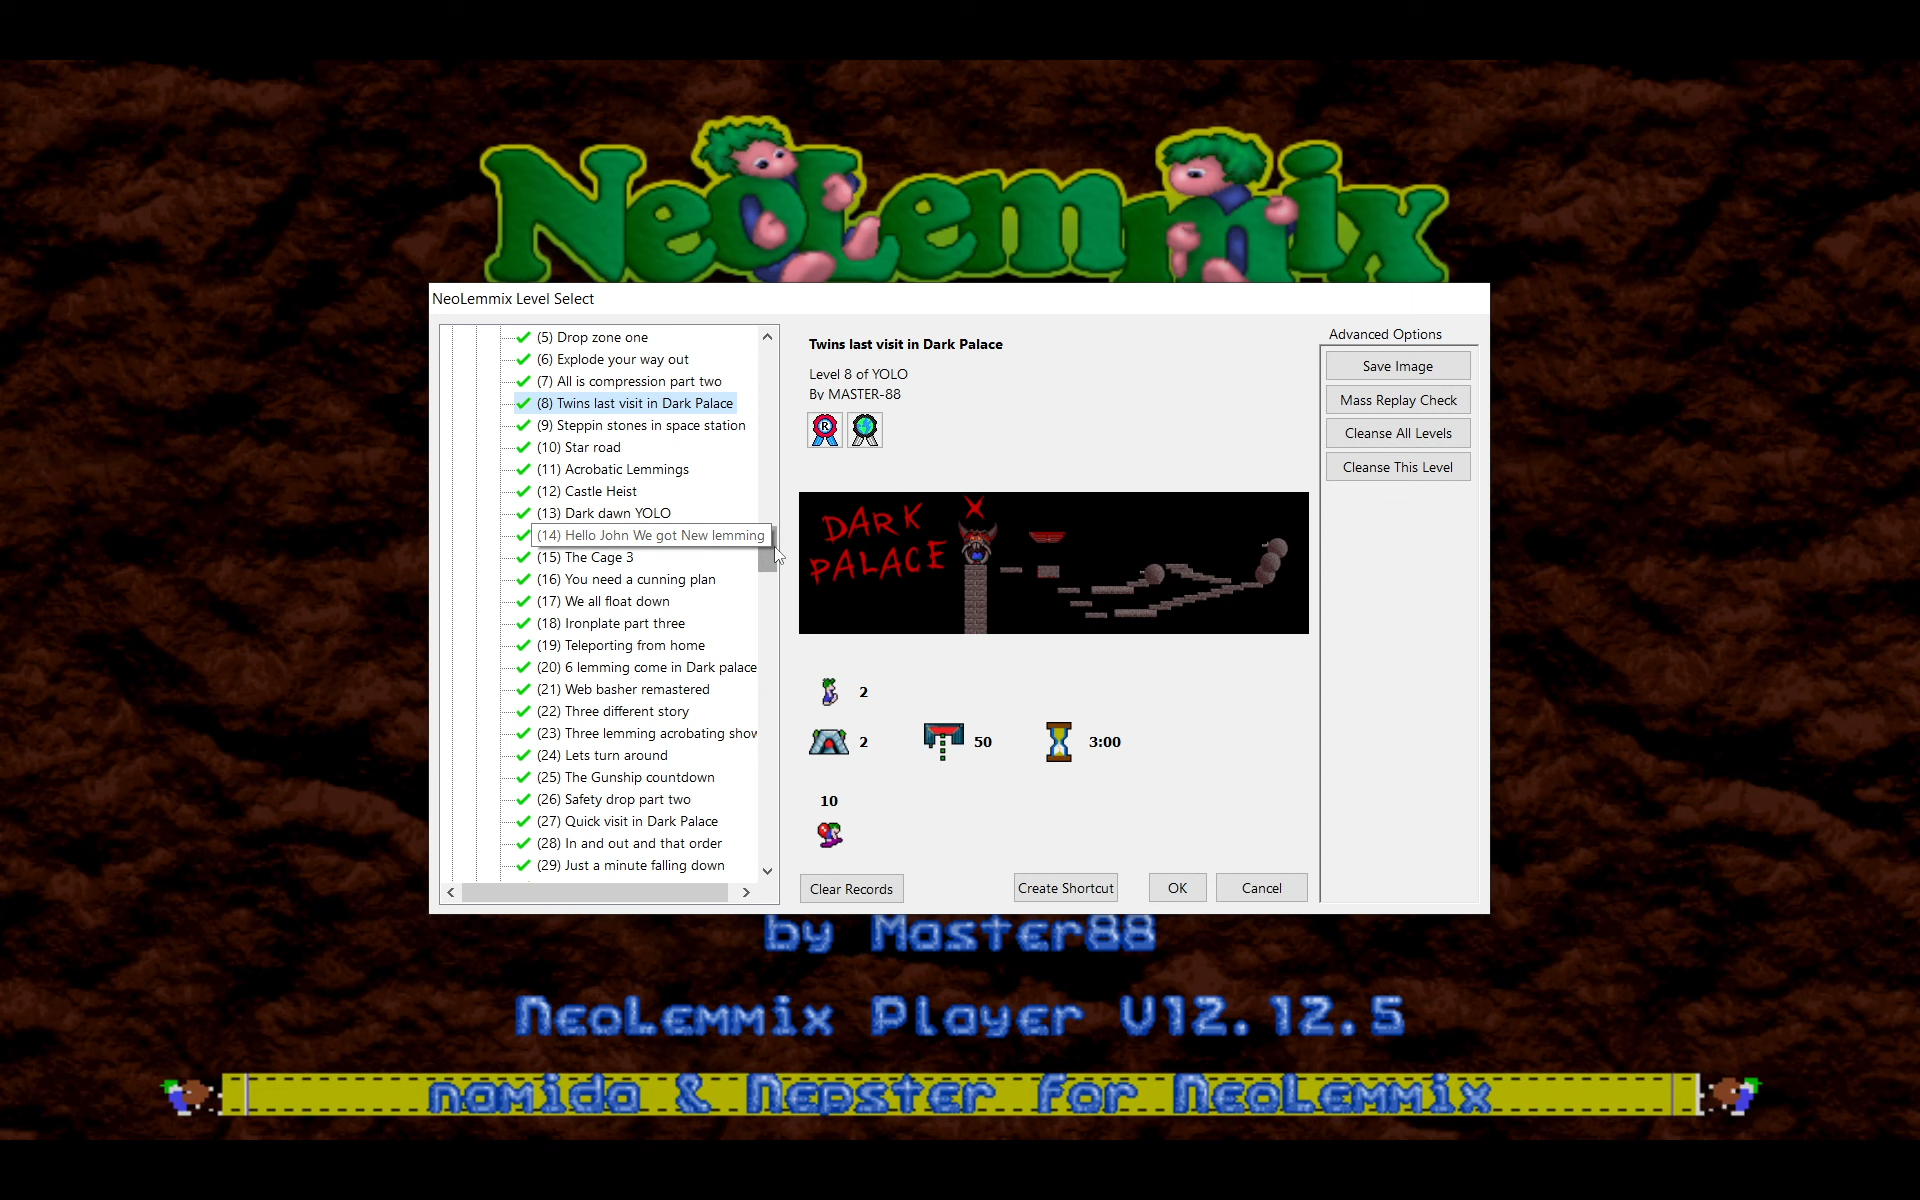 NeoLemmix
NeoLemmix Level Select
(5) Drop zone one
(6) Explode your way out
(7) All is compression part two
(8) Twins last visit in Dark Palace
(9) Steppin stones in space station
(10) Star road
(11) Acrobatic Lemmings
(12) Castle Heist
(13) Dark dawn YOLO
(14) Hello John We got New lemming
(15) The Cage 3
(16) You need a cunning plan
(17) We all float down
(18) Ironplate part three
(19) Teleporting from home
(20) 6 lemming come in Dark palace
(21) Web basher remastered
(22) Three different story
(23) Three lemming acrobating show
(24) Lets turn around
(25) The Gunship countdown
(26) Safety drop part two
(27) Quick visit in Dark Palace
(28) In and out and that order
(29) Just a minute falling down
Twins last visit in Dark Palace
Level 8 of YOLO
By MASTER-88
R
DARK
PALACE
X
2
2
50
3:00
10
Clear Records
Create Shortcut
OK
Cancel
Advanced Options
Save Image
Mass Replay Check
Cleanse All Levels
Cleanse This Level
by Master88
NeoLemmix Player V12.12.5
namida & Nepster for NeoLemmix